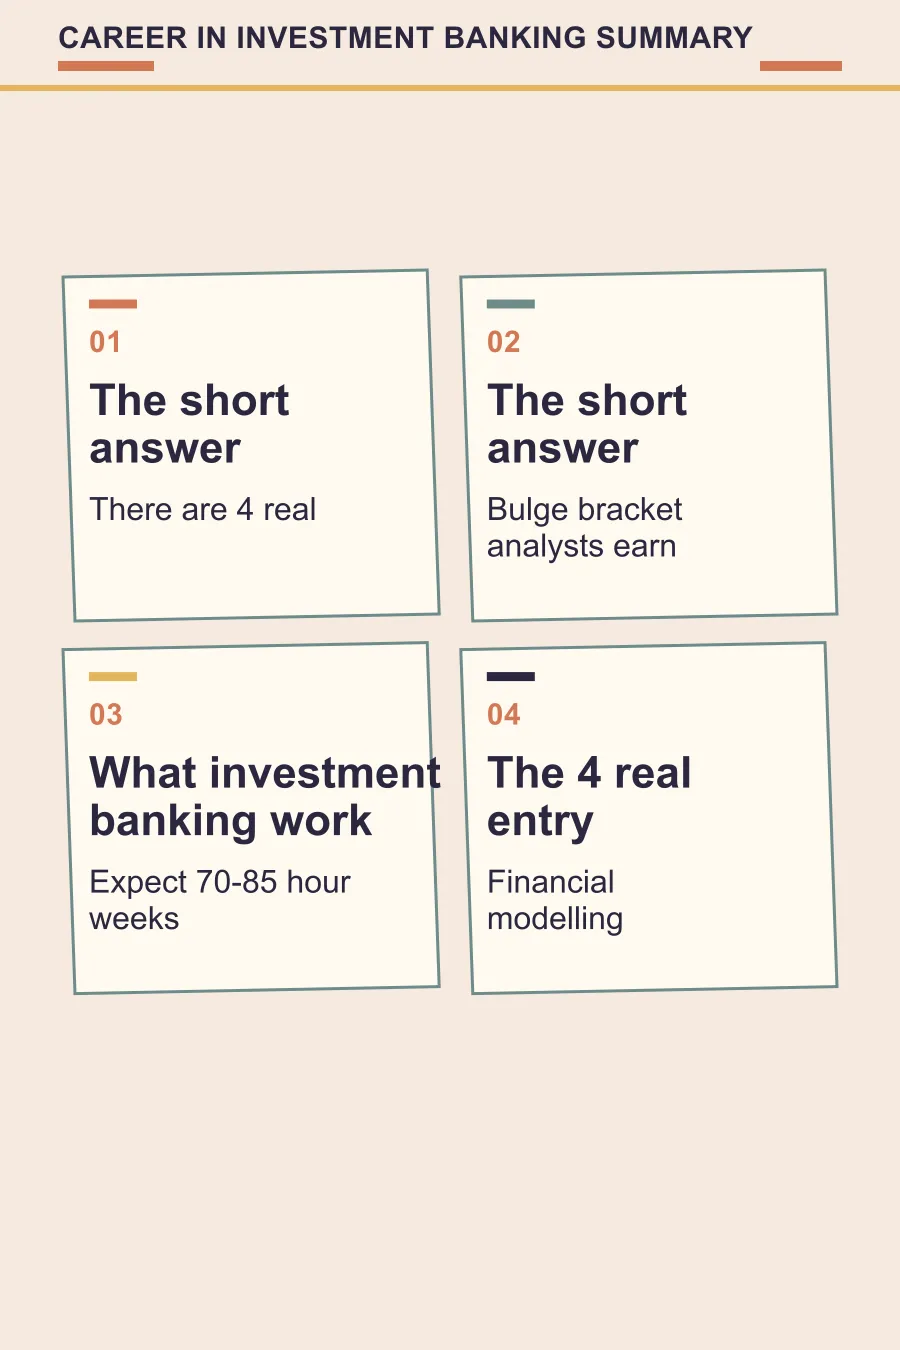 CAREER IN INVESTMENT BANKING SUMMARY
01
The short
answer
There are 4 real
02
The short
answer
Bulge bracket
analysts earn
03
What investment
banking work
Expect 70-85 hour
weeks
04
The 4 real
entry
Financial
modelling